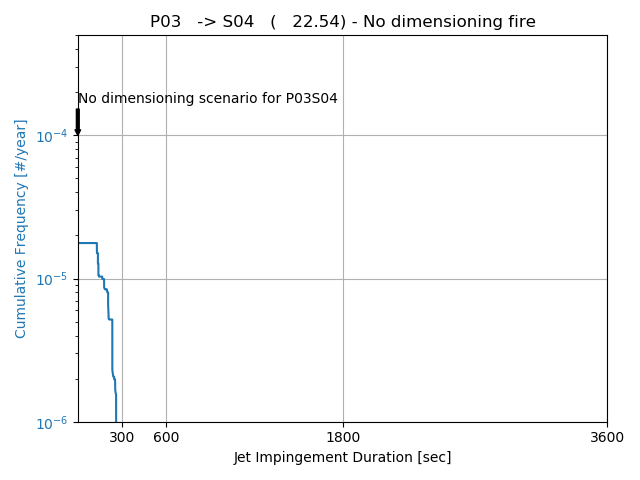 P03 -> S04 ( 22.54) - No dimensioning fire
No dimensioning scenario for P03S04
Cumulative Frequency [#/year]
10⁻⁴
10⁻⁵
10⁻⁶
300 600 1800 3600
Jet Impingement Duration [sec]